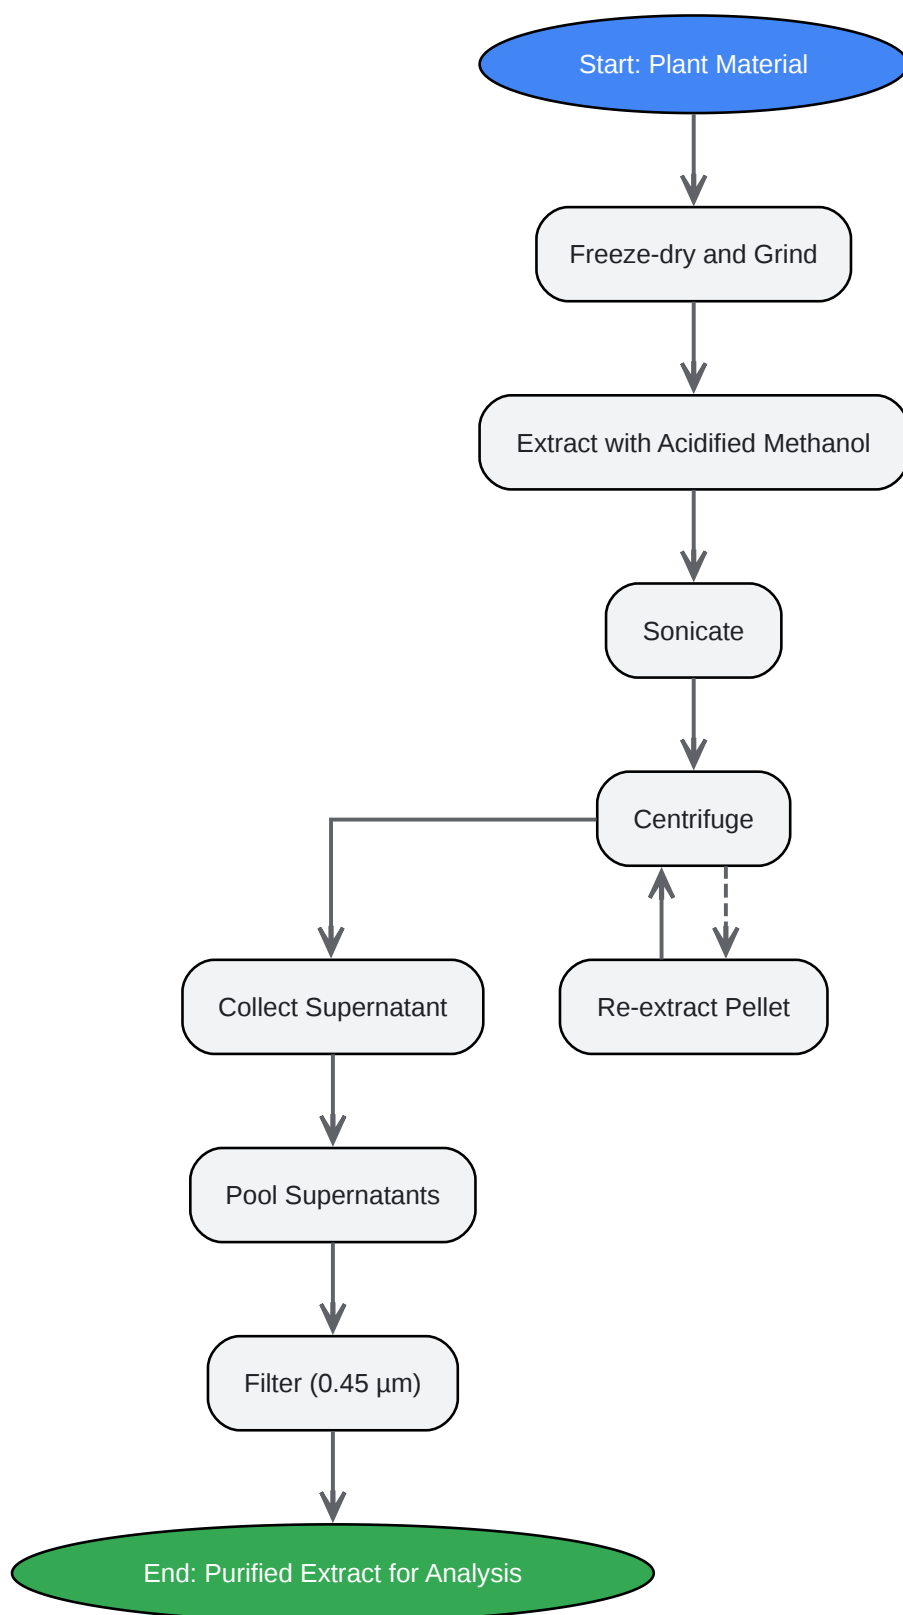 Start: Plant Material
Freeze-dry and Grind
Extract with Acidified Methanol
Sonicate
Centrifuge
Collect Supernatant
Re-extract Pellet
Pool Supernatants
Filter (0.45 µm)
End: Purified Extract for Analysis